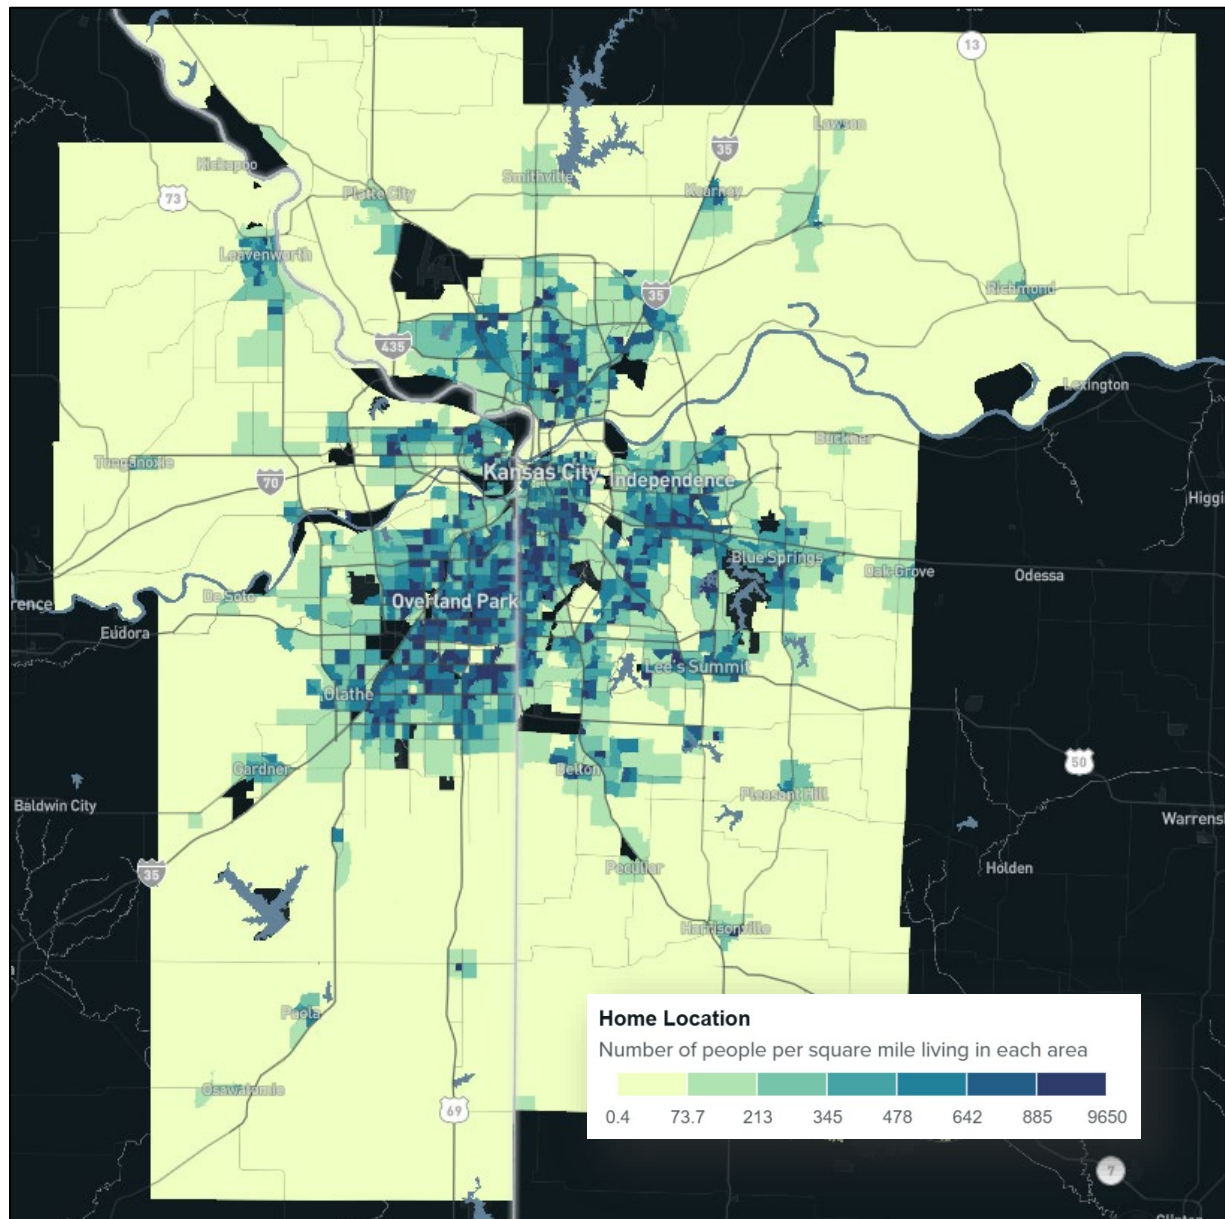 13
Lawson
35
Kickapoo
Smithville
Kearney
Platte City
73
Leavenworth
Richmond
35
435
Lexington
Buckner
Tonganoxie
Kansas City
Independence
70
Higgi
Blue Springs
Oak Grove
Odessa
De Soto
Overland Park
rence
Eudora
Lee's Summit
Olathe
50
Gardner
Belton
Pleasant Hill
Baldwin City
Warrens
35
Peculiar
Holden
Harrisonville
Paola
Home Location
Number of people per square mile living in each area
0.4 73.7 213 345 478 642 885 9650
Osawatomie
69
7